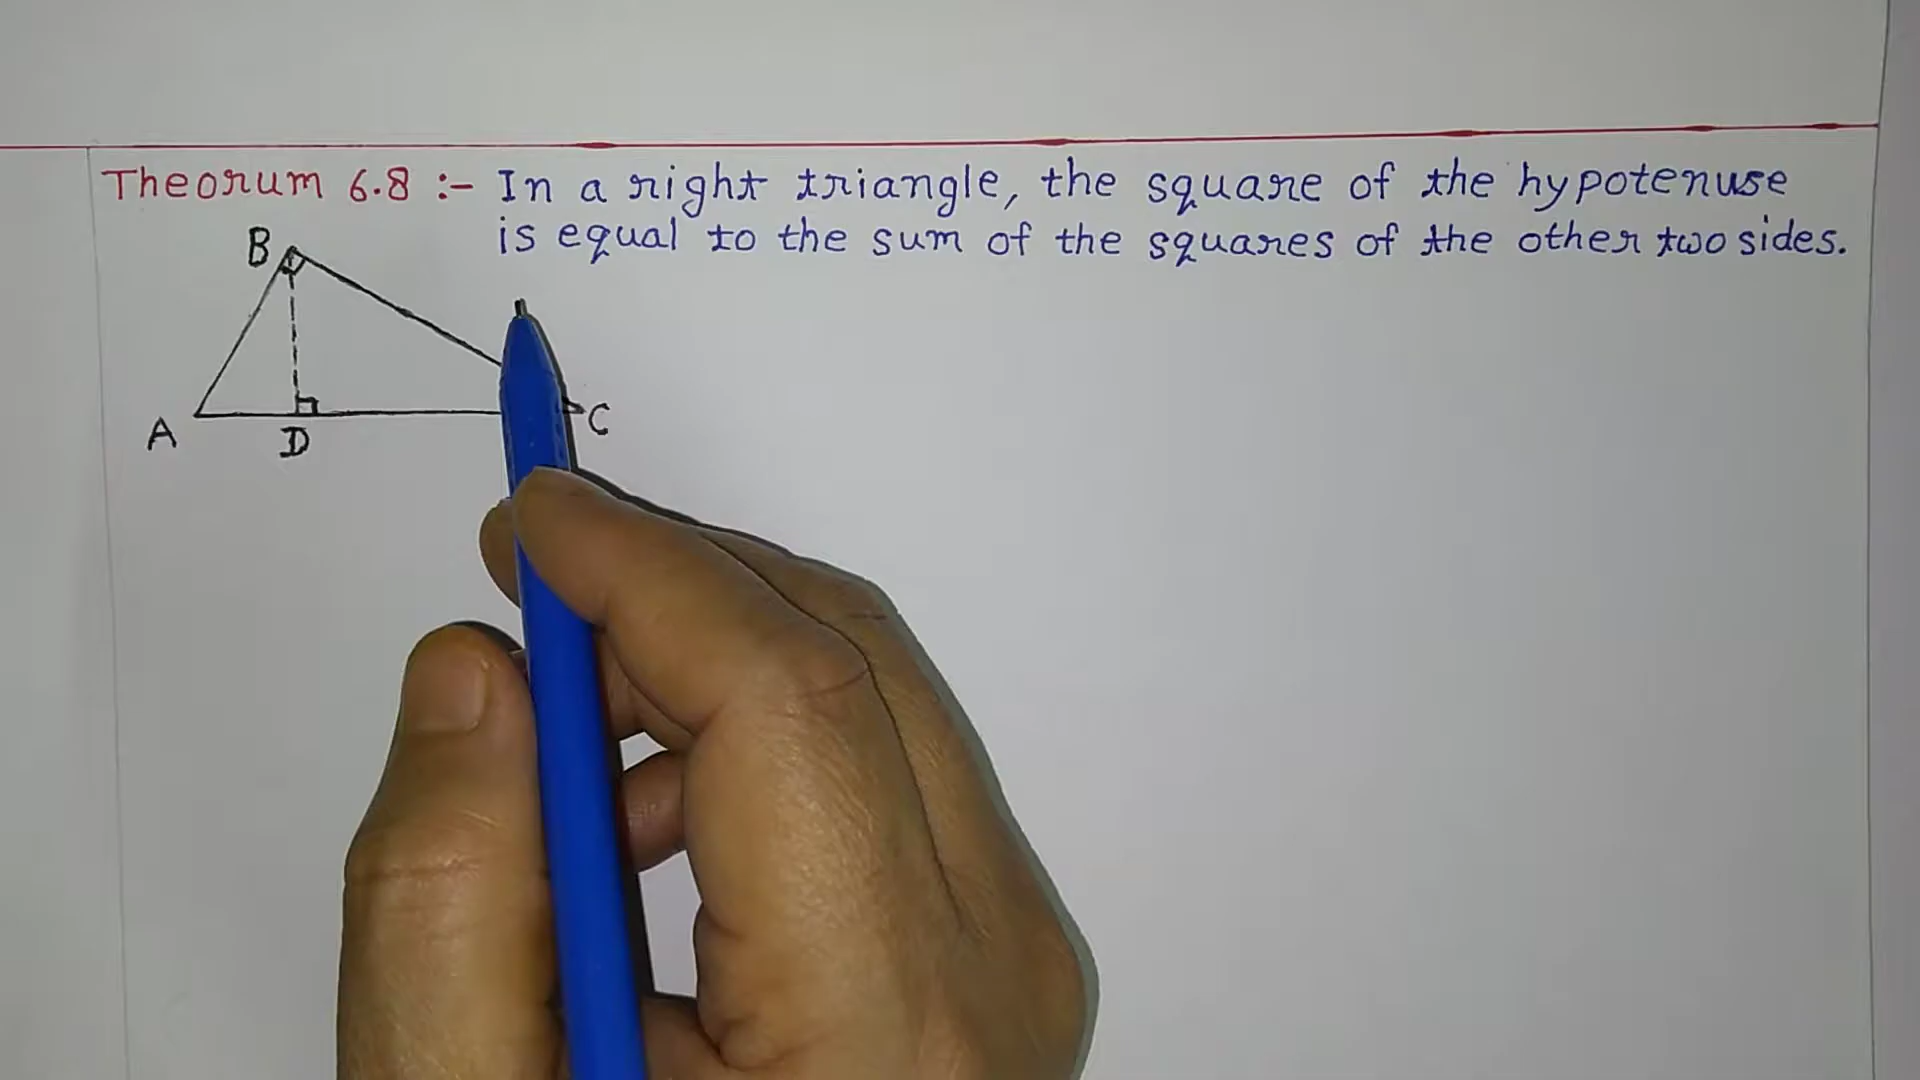 Theorum 6.8 :- In a right triangle, the square of the hypotenuse
is equal to the sum of the squares of the other two sides.
B
A
D
C